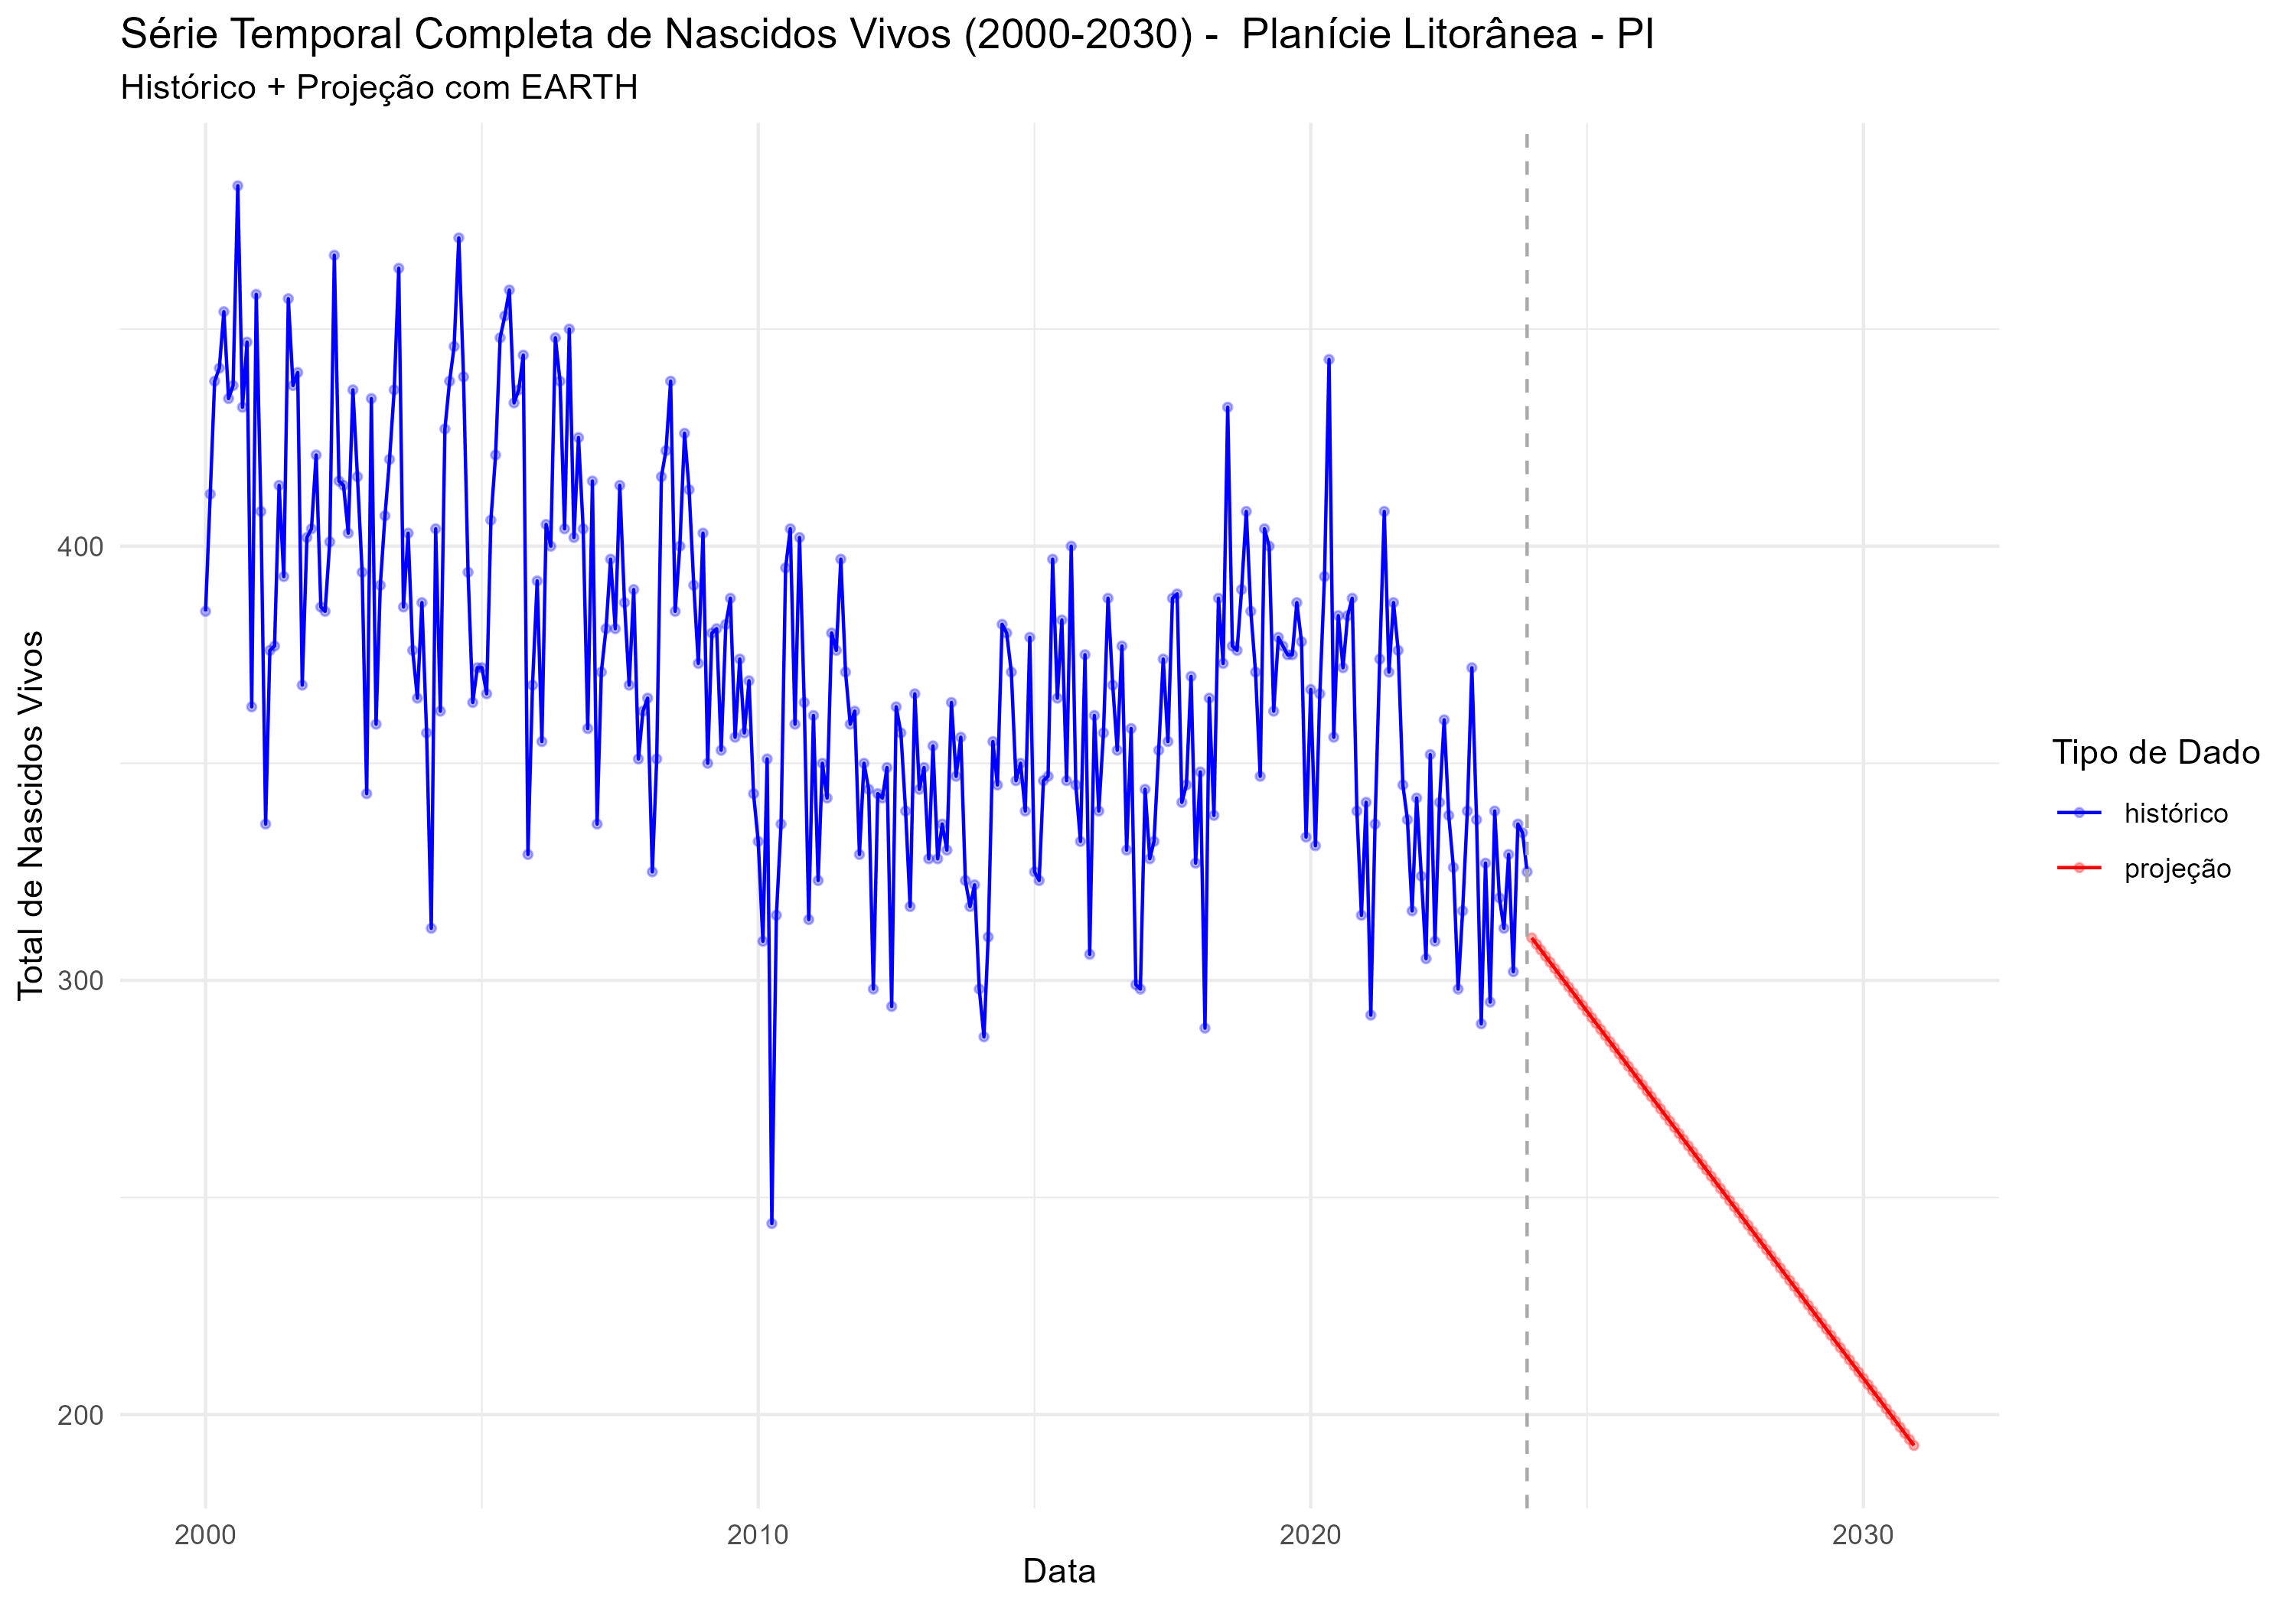 Série Temporal Completa de Nascidos Vivos (2000-2030) -  Planície Litorânea - PI
Histórico + Projeção com EARTH
Total de Nascidos Vivos
400
300
200
2000
2010
2020
2030
Data
Tipo de Dado
histórico
projeção